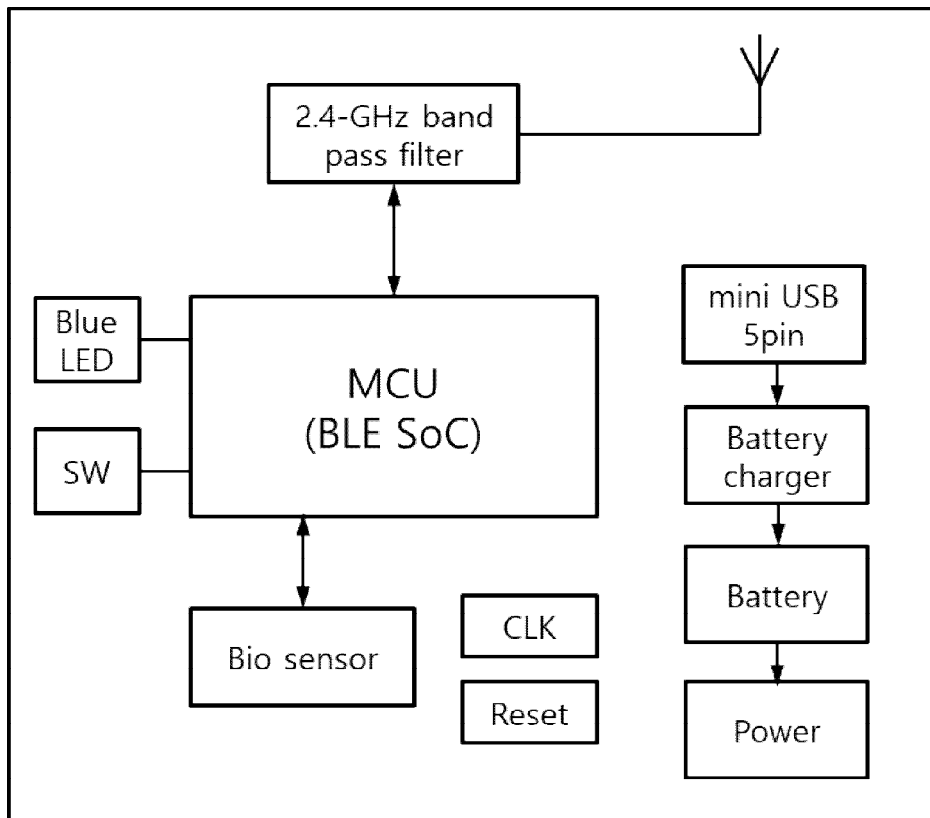 2.4-GHz band
pass filter
Blue
LED
MCU
(BLE SoC)
SW
Bio sensor
CLK
Reset
mini USB
5pin
Battery
charger
Battery
Power